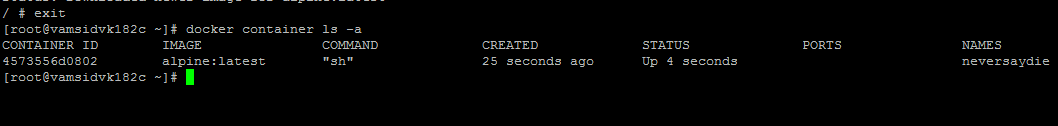 / # exit
[root@vamsidvk182c ~]# docker container ls -a
CONTAINER ID IMAGE COMMAND CREATED STATUS PORTS NAMES
4573556d0802 alpine:latest "sh" 25 seconds ago Up 4 seconds neversaydie
[root@vamsidvk182c ~]#